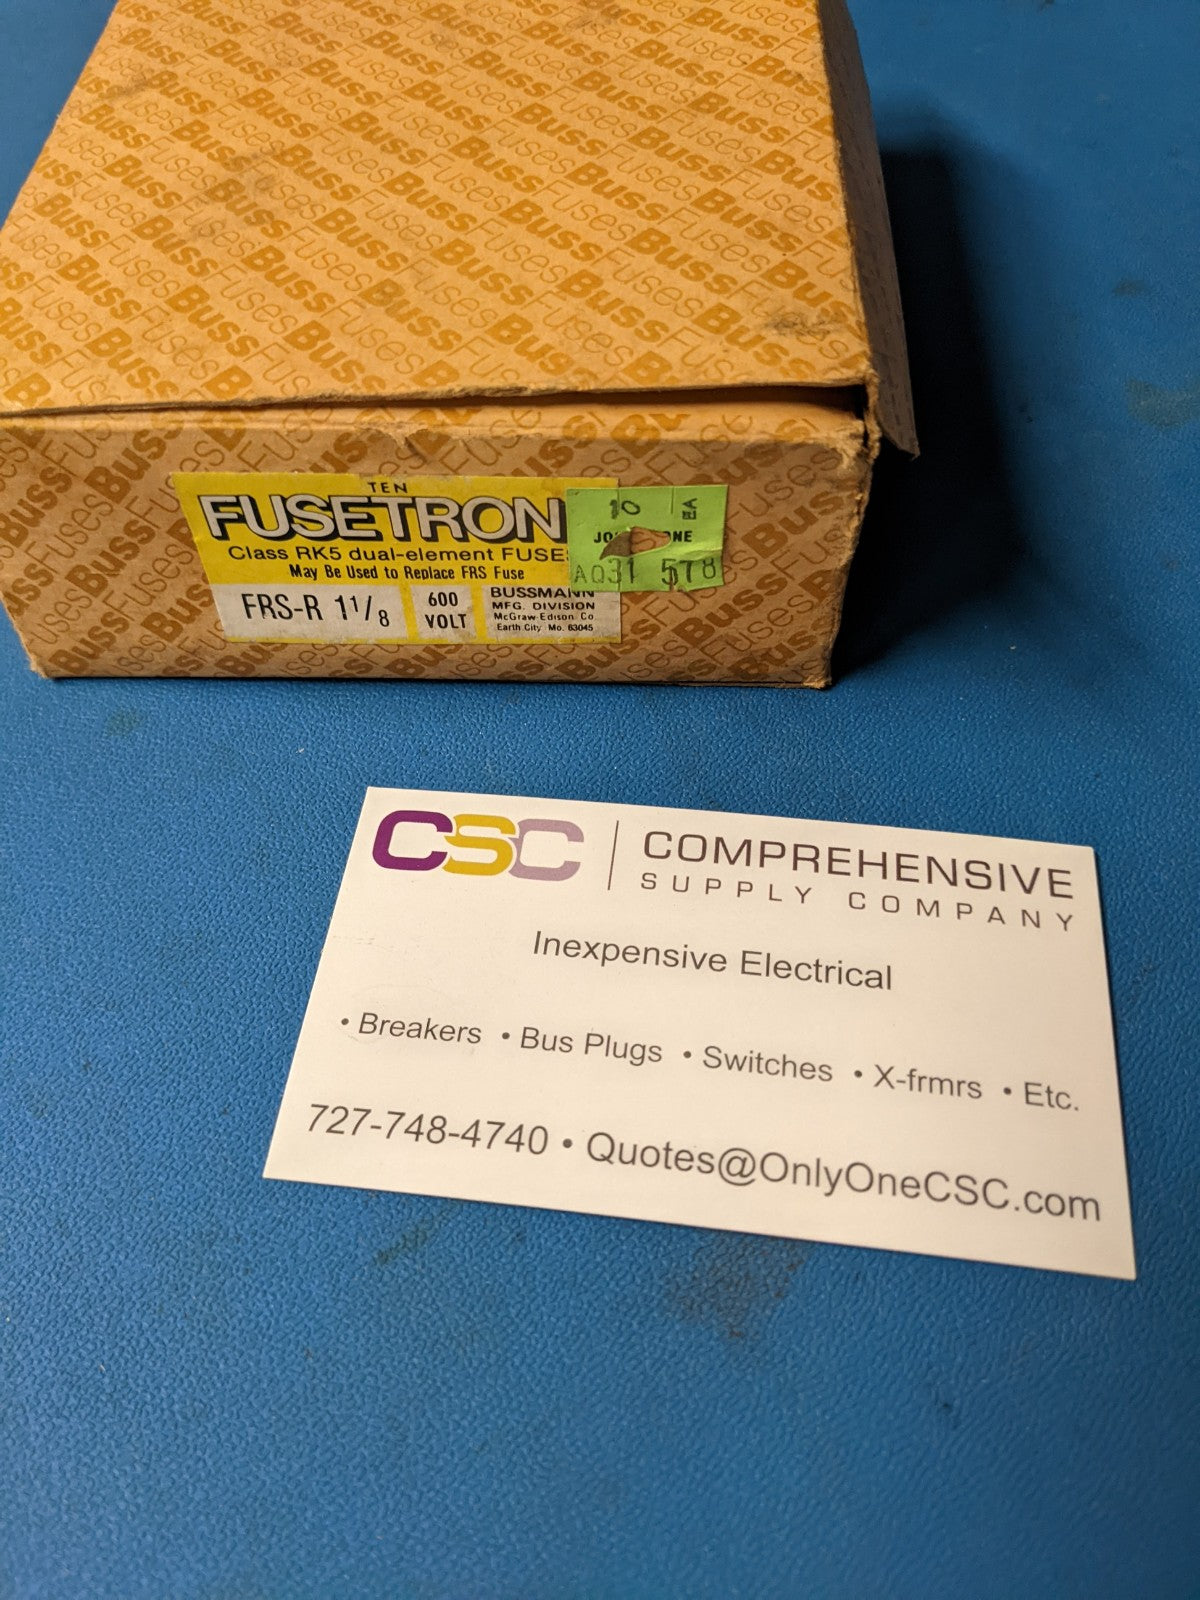 Buss Fuses
TEN
FUSETRON
Class RK5 dual-element FUSE
May Be Used to Replace FRS Fuse
FRS-R 1 1/8
600
VOLT
BUSSMANN
MFG. DIVISION
McGraw-Edison Co
Earth City Mo. 63045
10 EA
AQ31 578
CSC
COMPREHENSIVE
SUPPLY COMPANY
Inexpensive Electrical
• Breakers • Bus Plugs • Switches • X-frmrs • Etc.
727-748-4740 • Quotes@OnlyOneCSC.com